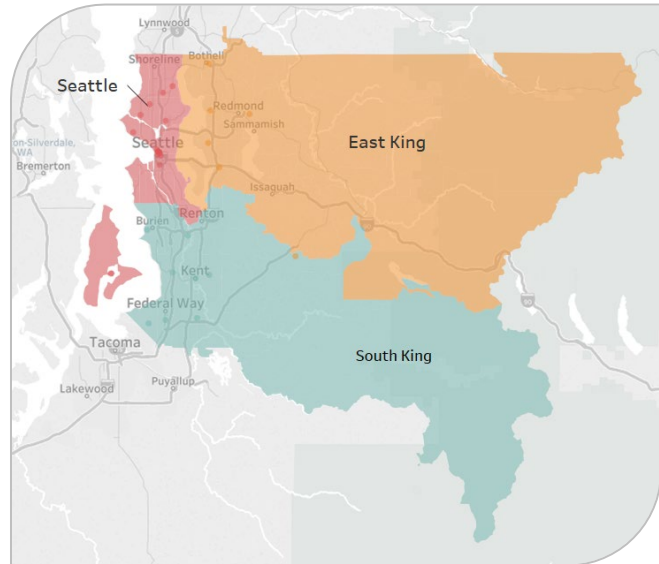 Lynnwood
Shoreline
Bothell
Seattle
Redmond
Sammamish
on-Silverdale,
WA
Seattle
East King
Bremerton
Issaquah
Renton
Burien
Kent
Federal Way
Tacoma
South King
Puyallup
Lakewood